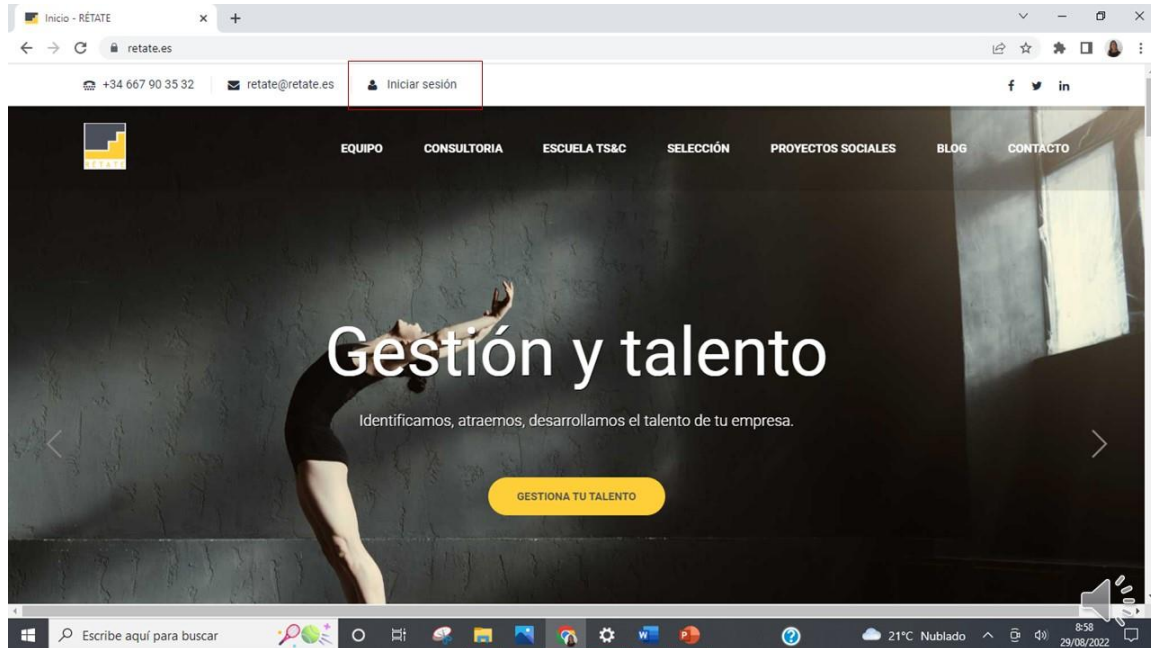 Inicio - RÉTATE
retate.es
+34 667 90 35 32 retate@retate.es Iniciar sesión
RETATE
EQUIPO CONSULTORIA ESCUELA TS&C SELECCIÓN PROYECTOS SOCIALES BLOG CONTACTO
Gestión y talento
Identificamos, atraemos, desarrollamos el talento de tu empresa.
GESTIONA TU TALENTO
Escribe aquí para buscar 21°C Nublado 8:58
29/08/2022